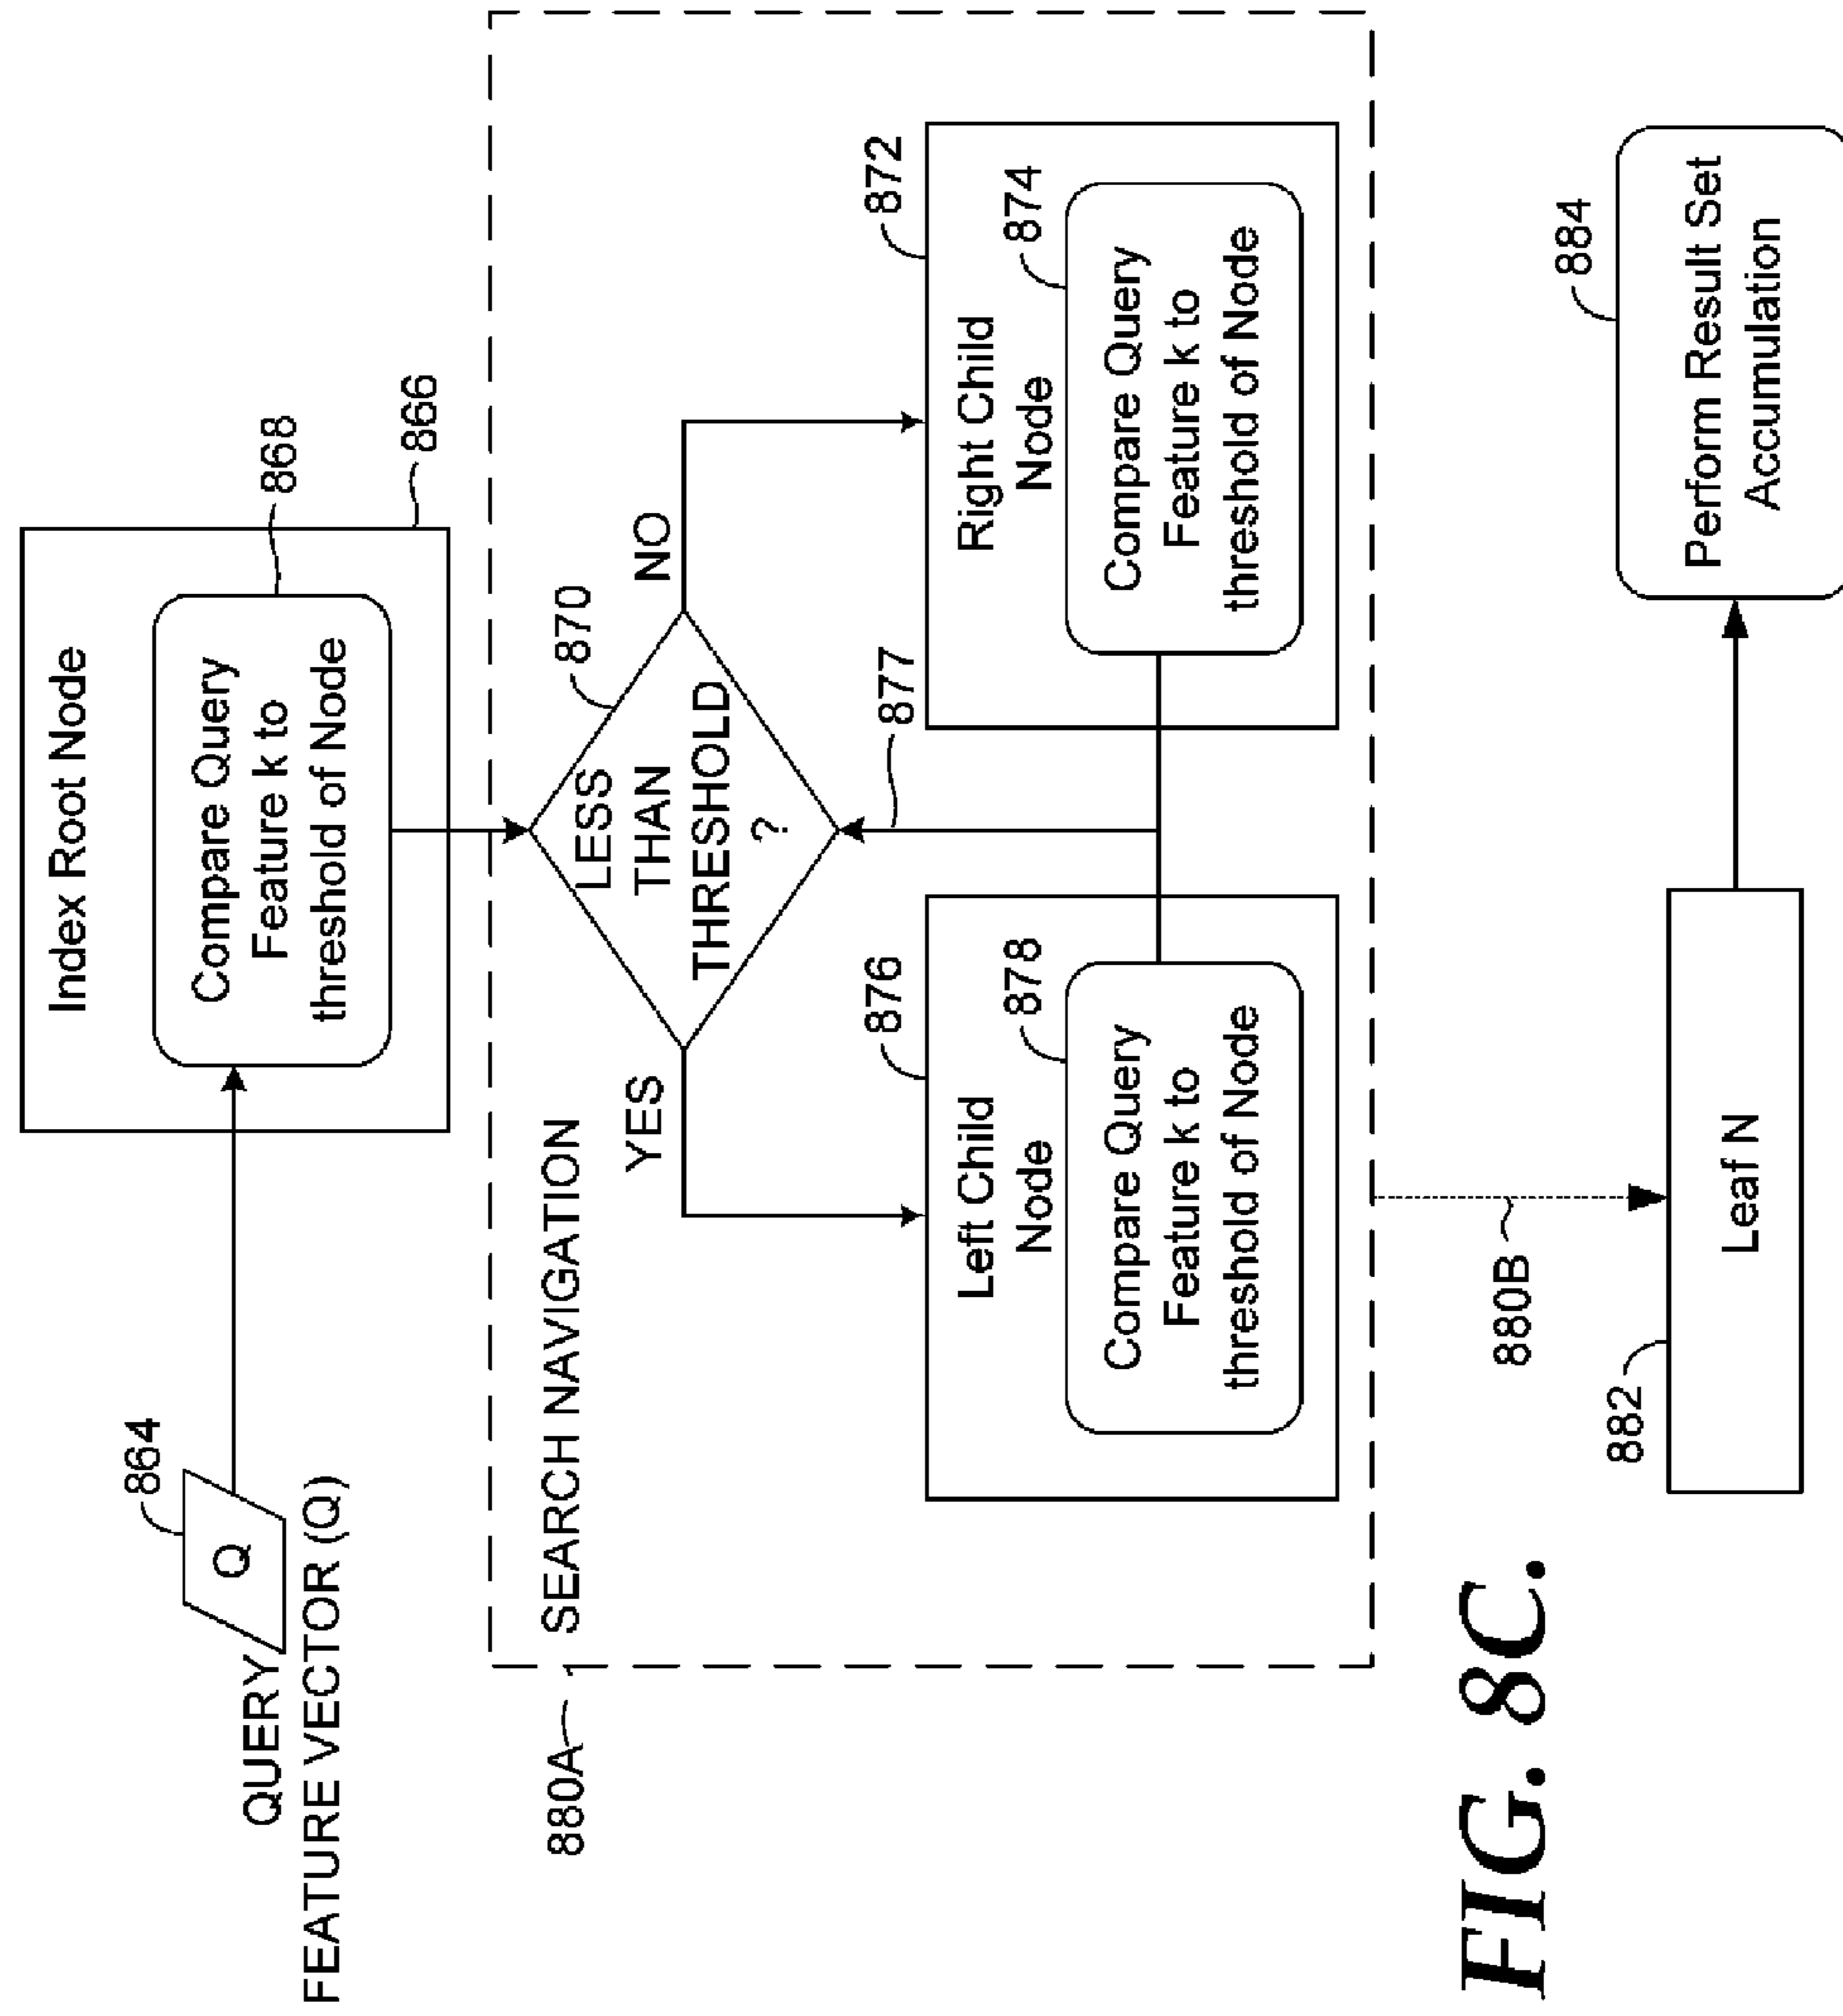 864
Q
QUERY
FEATURE VECTOR (Q)
Index Root Node
Compare Query
Feature k to
threshold of Node
868
866
880A
SEARCH NAVIGATION
870
LESS
THAN
THRESHOLD
?
YES
NO
877
876
Left Child
Node
878
Compare Query
Feature k to
threshold of Node
872
Right Child
Node
874
Compare Query
Feature k to
threshold of Node
880B
882
Leaf N
884
Perform Result Set
Accumulation
FIG. 8C.